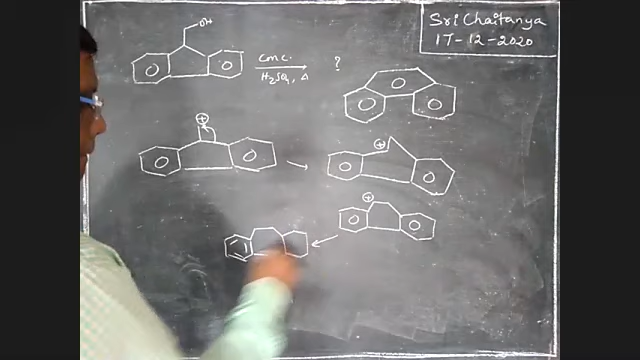 Sri Chaitanya
17-12-2020
OH
Conc.
H₂SO₄, Δ
?
⊕
⊕
⊕